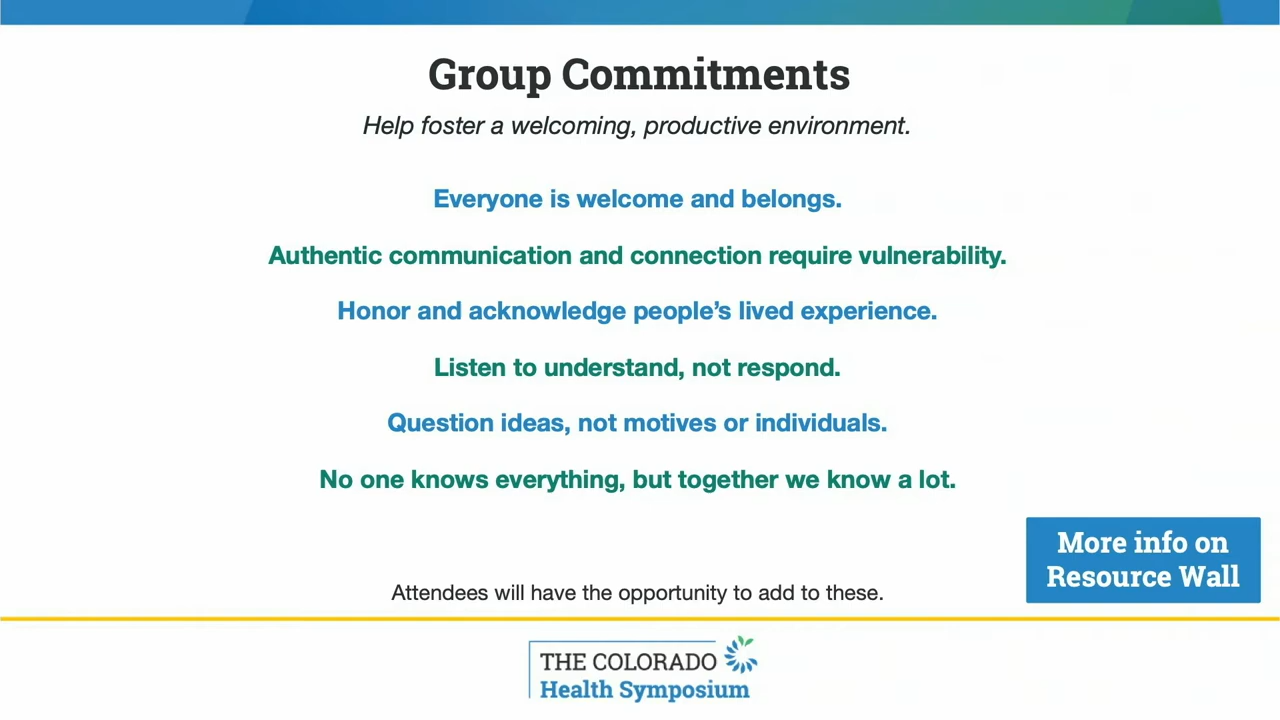 Group Commitments
Help foster a welcoming, productive environment.
Everyone is welcome and belongs.
Authentic communication and connection require vulnerability.
Honor and acknowledge people’s lived experience.
Listen to understand, not respond.
Question ideas, not motives or individuals.
No one knows everything, but together we know a lot.
More info on
Resource Wall
Attendees will have the opportunity to add to these.
THE COLORADO
Health Symposium